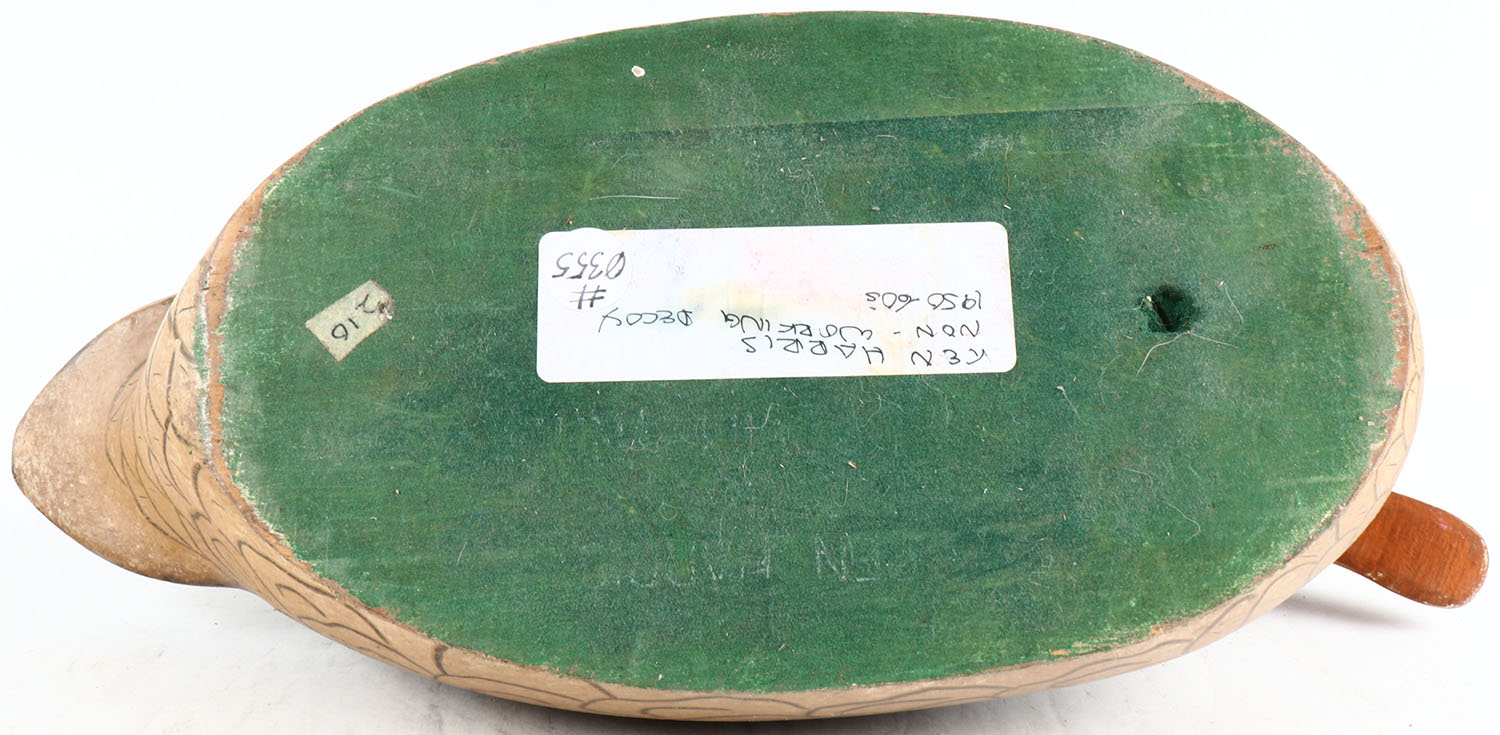 KEN HARRIS
NON - WORKING DECOY
1950-60's
#
0355